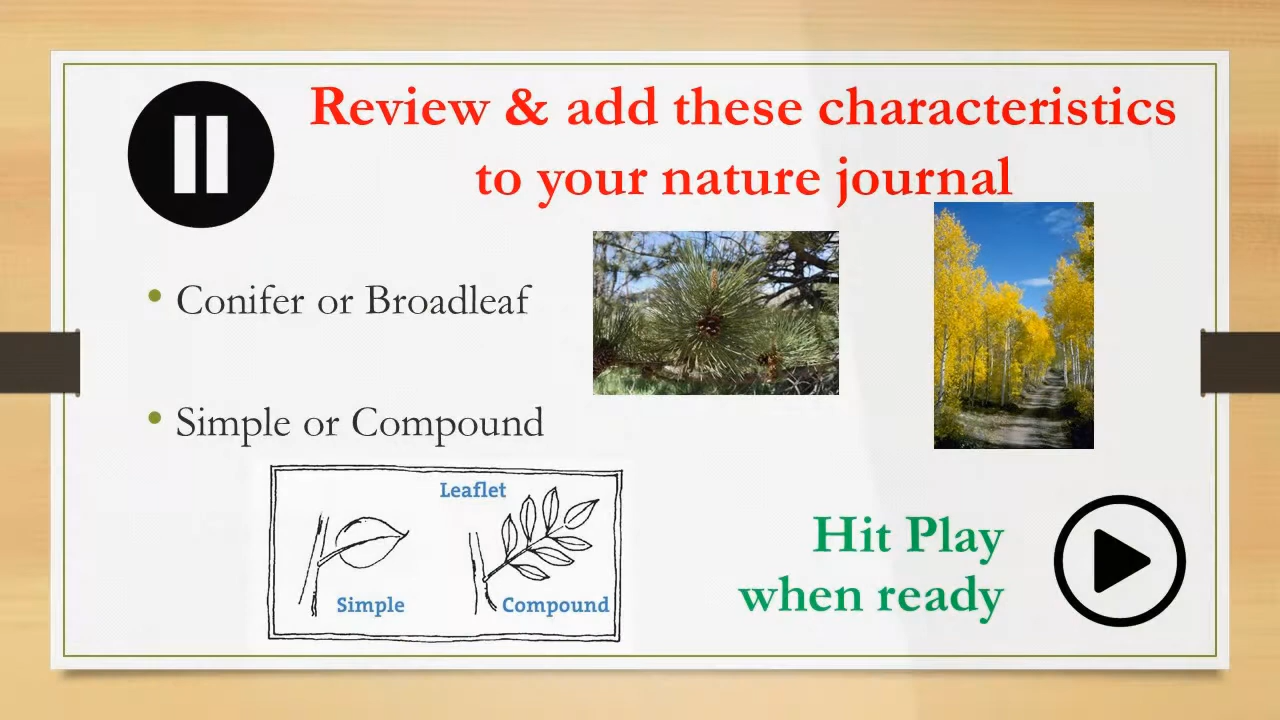 Review & add these characteristics
to your nature journal
• Conifer or Broadleaf
• Simple or Compound
Leaflet
Simple
Compound
Hit Play
when ready